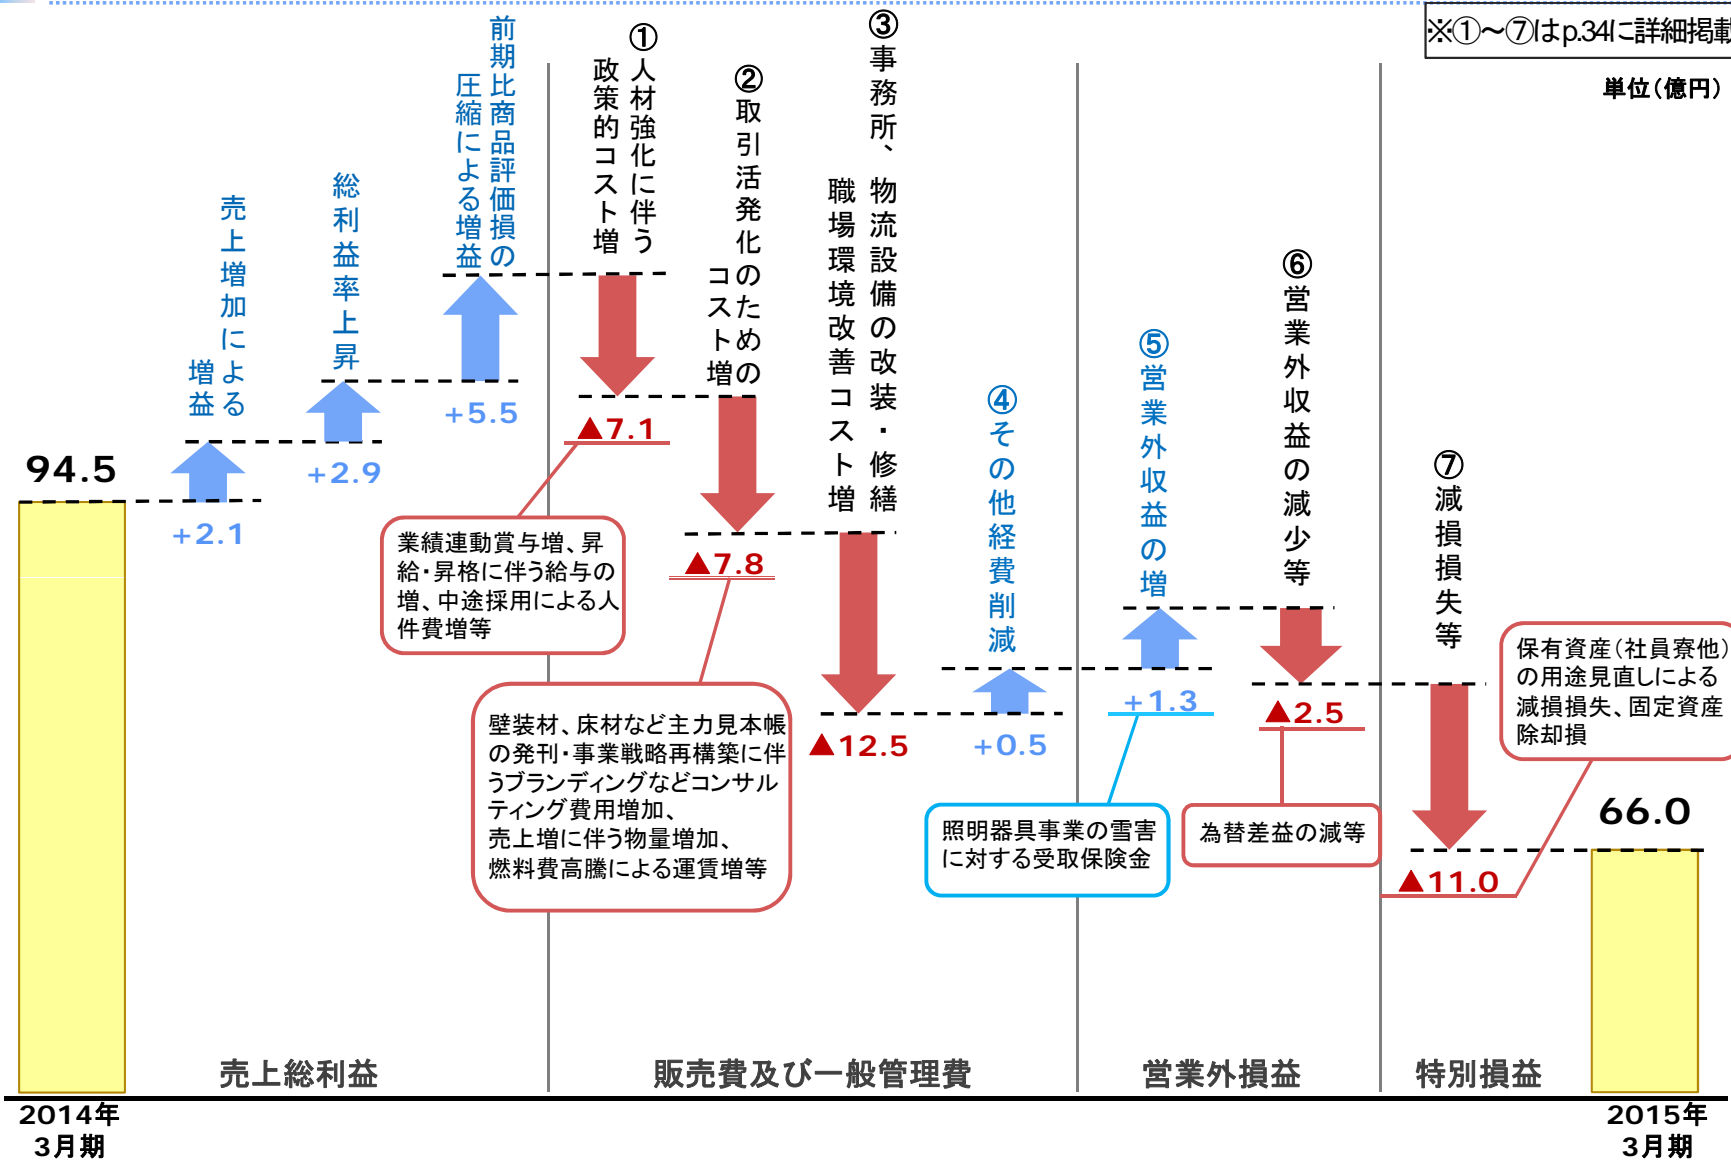 ※①～⑦はp.34に詳細掲載
単位（億円）
94.5
売上増加による
増益
+2.1
総利益率上昇
+2.9
前期比商品評価損の
圧縮による増益
+5.5
①人材強化に伴う
政策的コスト増
▲7.1
業績連動賞与増、昇
給・昇格に伴う給与の
増、中途採用による人
件費増等
②取引活発化のための
コスト増
▲7.8
壁装材、床材など主力見本帳
の発刊・事業戦略再構築に伴
うブランディングなどコンサル
ティング費用増加、
売上増に伴う物量増加、
燃料費高騰による運賃増等
③事務所、物流設備の改装・修繕
職場環境改善コスト増
▲12.5
④その他経費削減
+0.5
⑤営業外収益の増
+1.3
照明器具事業の雪害
に対する受取保険金
⑥営業外収益の減少等
▲2.5
為替差益の減等
⑦減損損失等
▲11.0
保有資産（社員寮他）
の用途見直しによる
減損損失、固定資産
除却損
66.0
売上総利益
販売費及び一般管理費
営業外損益
特別損益
2014年
3月期
2015年
3月期